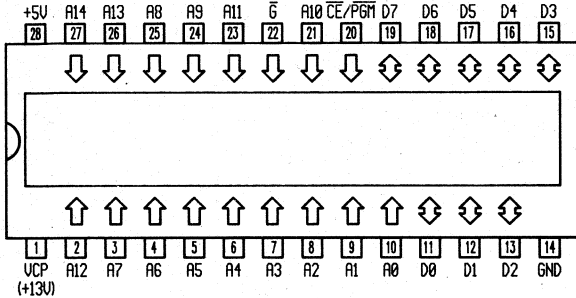 +5V A14 A13 A8 A9 A11 G̅ A10 C̅E̅/P̅G̅M̅ D7 D6 D5 D4 D3
28 27 26 25 24 23 22 21 20 19 18 17 16 15
1 2 3 4 5 6 7 8 9 10 11 12 13 14
VCP A12 A7 A6 A5 A4 A3 A2 A1 A0 D0 D1 D2 GND
(+13V)